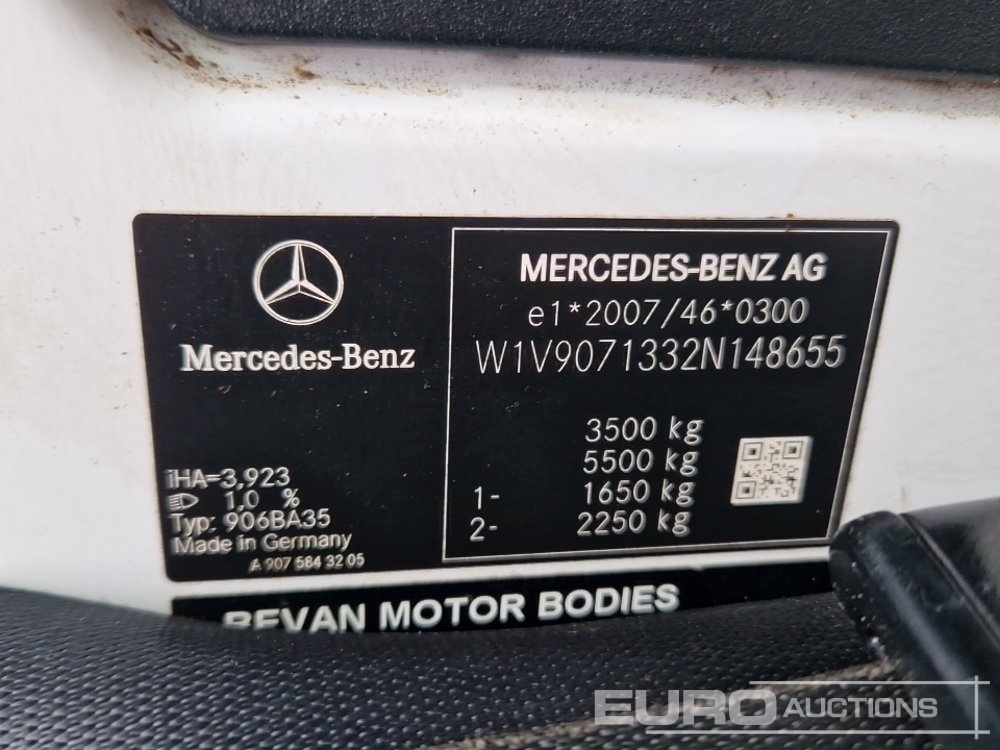 Mercedes-Benz
iHA=3,923
1,0 %
Typ: 906BA35
Made in Germany
A 907 584 32 05
MERCEDES-BENZ AG
e1*2007/46*0300
W1V9071332N148655
3500 kg
5500 kg
1- 1650 kg
2- 2250 kg
BEVAN MOTOR BODIES
EURO AUCTIONS